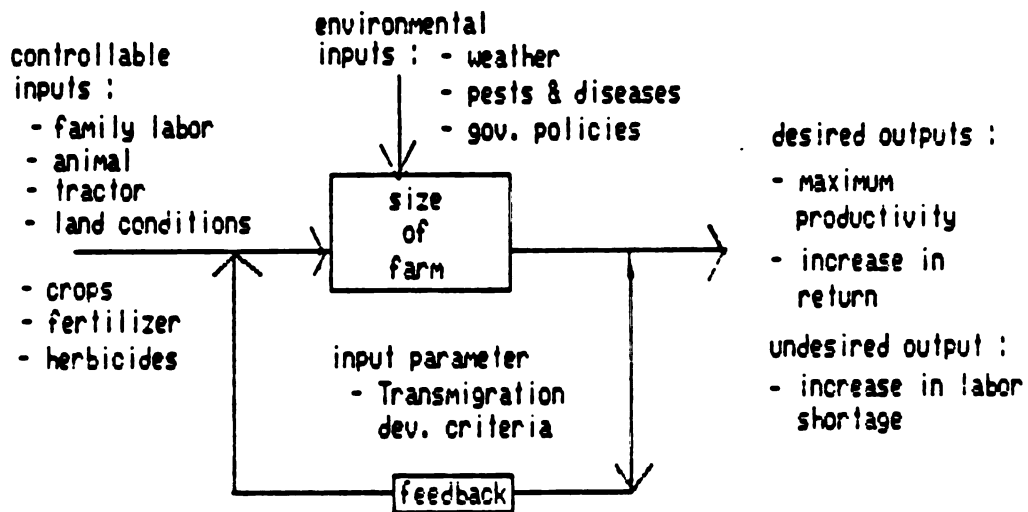 controllable
inputs :
- family labor
- animal
- tractor
- land conditions
- crops
- fertilizer
- herbicides
environmental
inputs : - weather
- pests & diseases
- gov. policies
size
of
farm
input parameter
- Transmigration
dev. criteria
feedback
desired outputs :
- maximum
productivity
- increase in
return
undesired output :
- increase in labor
shortage